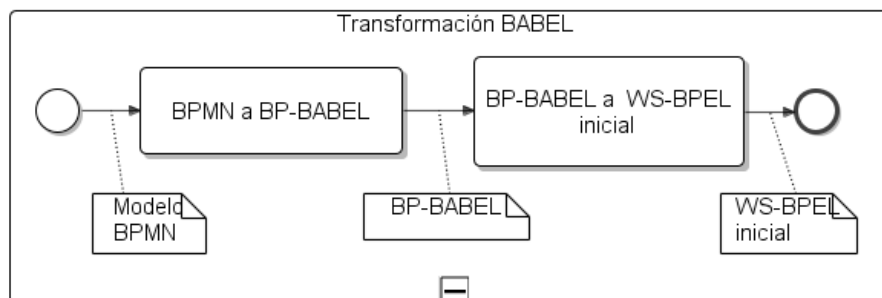 Transformación BABEL
BPMN a BP-BABEL
BP-BABEL a WS-BPEL
inicial
Modelo
BPMN
BP-BABEL
WS-BPEL
inicial